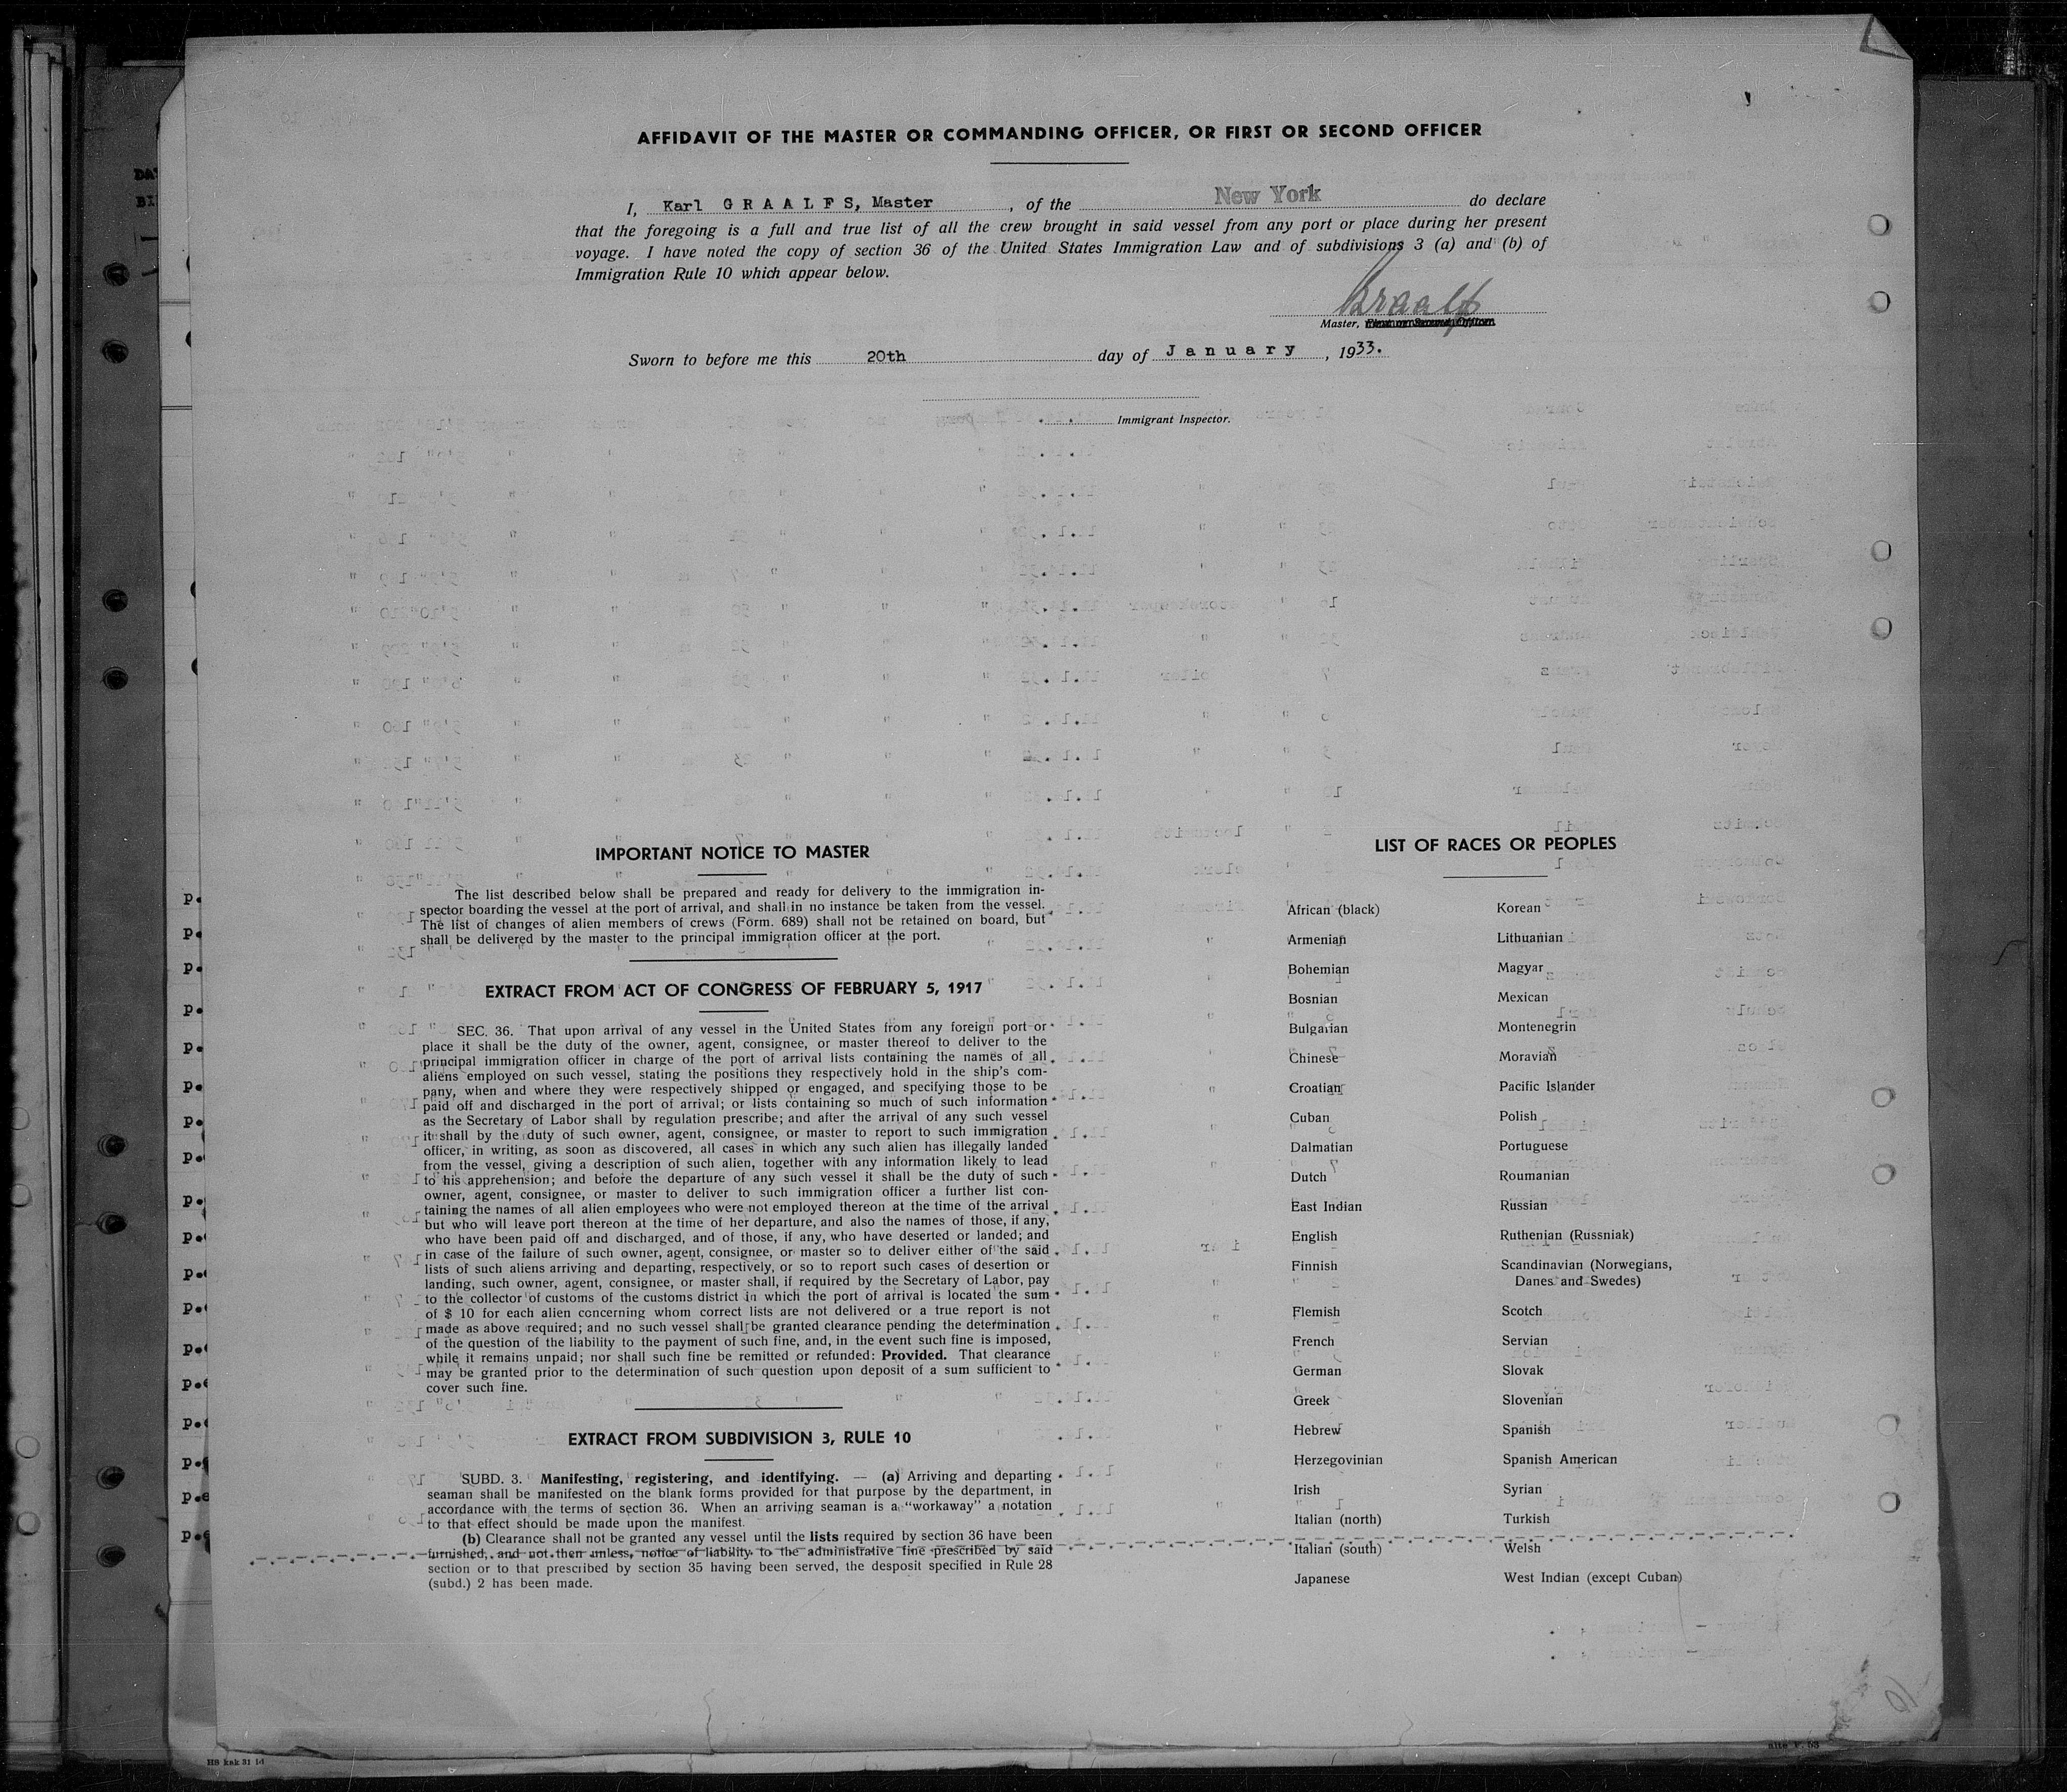 AFFIDAVIT OF THE MASTER OR COMMANDING OFFICER, OR FIRST OR SECOND OFFICER
I, Karl GRAALFS, Master, of the New York do declare
that the foregoing is a full and true list of all the crew brought in said vessel from any port or place during her present
voyage. I have noted the copy of section 36 of the United States Immigration Law and of subdivisions 3 (a) and (b) of
Immigration Rule 10 which appear below.
Graalfs
Master,
Sworn to before me this 20th day of January, 1933.
Immigrant Inspector.
IMPORTANT NOTICE TO MASTER
The list described below shall be prepared and ready for delivery to the immigration in-
spector boarding the vessel at the port of arrival, and shall in no instance be taken from the vessel.
The list of changes of alien members of crews (Form. 689) shall not be retained on board, but
shall be delivered by the master to the principal immigration officer at the port.
EXTRACT FROM ACT OF CONGRESS OF FEBRUARY 5, 1917
SEC. 36. That upon arrival of any vessel in the United States from any foreign port or
place it shall be the duty of the owner, agent, consignee, or master thereof to deliver to the
principal immigration officer in charge of the port of arrival lists containing the names of all
aliens employed on such vessel, stating the positions they respectively hold in the ship's com-
pany, when and where they were respectively shipped or engaged, and specifying those to be
paid off and discharged in the port of arrival; or lists containing so much of such information
as the Secretary of Labor shall by regulation prescribe; and after the arrival of any such vessel
it shall by the duty of such owner, agent, consignee, or master to report to such immigration
officer, in writing, as soon as discovered, all cases in which any such alien has illegally landed
from the vessel, giving a description of such alien, together with any information likely to lead
to his apprehension; and before the departure of any such vessel it shall be the duty of such
owner, agent, consignee, or master to deliver to such immigration officer a further list con-
taining the names of all alien employees who were not employed thereon at the time of the arrival
but who will leave port thereon at the time of her departure, and also the names of those, if any,
who have been paid off and discharged, and of those, if any, who have deserted or landed; and
in case of the failure of such owner, agent, consignee, or master so to deliver either of the said
lists of such aliens arriving and departing, respectively, or so to report such cases of desertion or
landing, such owner, agent, consignee, or master shall, if required by the Secretary of Labor, pay
to the collector of customs of the customs district in which the port of arrival is located the sum
of $ 10 for each alien concerning whom correct lists are not delivered or a true report is not
made as above required; and no such vessel shall be granted clearance pending the determination
of the question of the liability to the payment of such fine, and, in the event such fine is imposed,
while it remains unpaid; nor shall such fine be remitted or refunded: Provided. That clearance
may be granted prior to the determination of such question upon deposit of a sum sufficient to
cover such fine.
EXTRACT FROM SUBDIVISION 3, RULE 10
SUBD. 3. Manifesting, registering, and identifying. — (a) Arriving and departing
seaman shall be manifested on the blank forms provided for that purpose by the department, in
accordance with the terms of section 36. When an arriving seaman is a "workaway" a notation
to that effect should be made upon the manifest.
(b) Clearance shall not be granted any vessel until the lists required by section 36 have been
furnished, and not then unless, notice of liability to the administrative fine prescribed by said
section or to that prescribed by section 35 having been served, the desposit specified in Rule 28
(subd.) 2 has been made.
LIST OF RACES OR PEOPLES
African (black)
Armenian
Bohemian
Bosnian
Bulgarian
Chinese
Croatian
Cuban
Dalmatian
Dutch
East Indian
English
Finnish
Flemish
French
German
Greek
Hebrew
Herzegovinian
Irish
Italian (north)
Italian (south)
Japanese
Korean
Lithuanian
Magyar
Mexican
Montenegrin
Moravian
Pacific Islander
Polish
Portuguese
Roumanian
Russian
Ruthenian (Russniak)
Scandinavian (Norwegians,
Danes and Swedes)
Scotch
Servian
Slovak
Slovenian
Spanish
Spanish American
Syrian
Turkish
Welsh
West Indian (except Cuban)